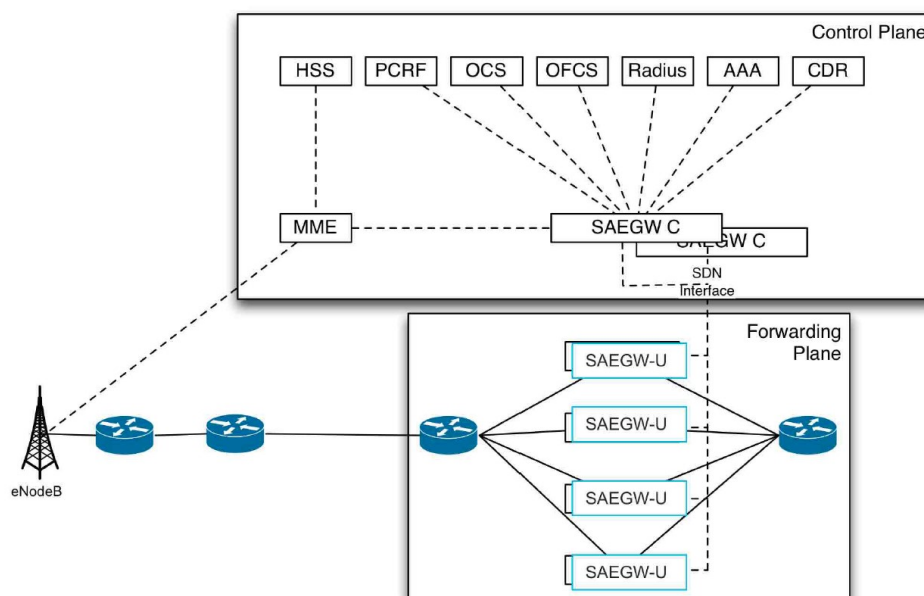 Control Plane
HSS
PCRF
OCS
OFCS
Radius
AAA
CDR
MME
SAEGW C
SAEGW C
SDN
Interface
Forwarding
Plane
SAEGW-U
SAEGW-U
SAEGW-U
SAEGW-U
eNodeB